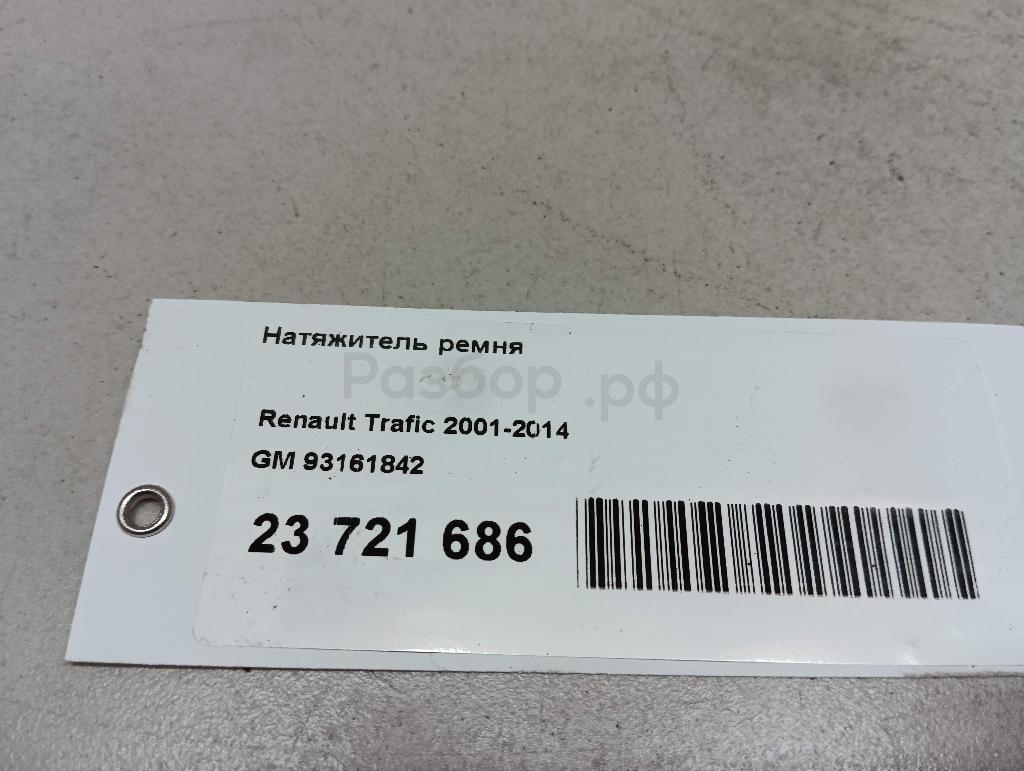 Натяжитель ремня
Разбор.рф
Renault Trafic 2001-2014
GM 93161842
23 721 686